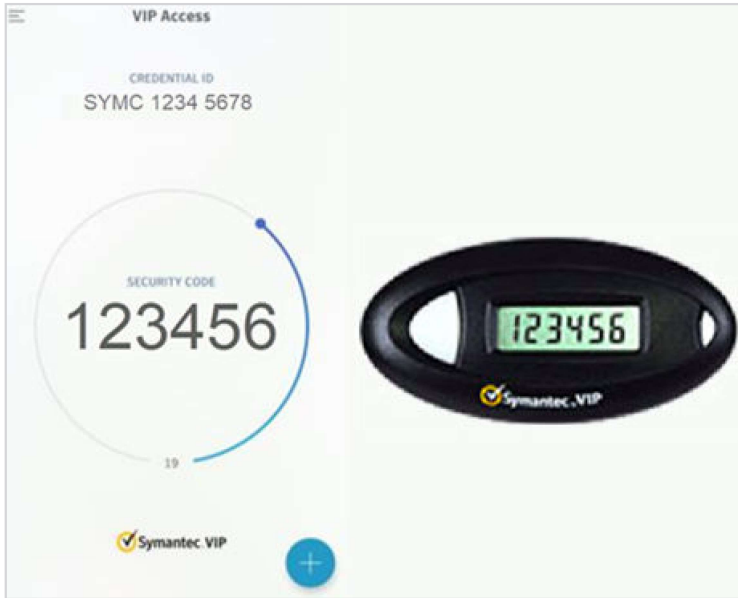 VIP Access
CREDENTIAL ID
SYMC 1234 5678
SECURITY CODE
123456
19
Symantec VIP
123456
Symantec VIP